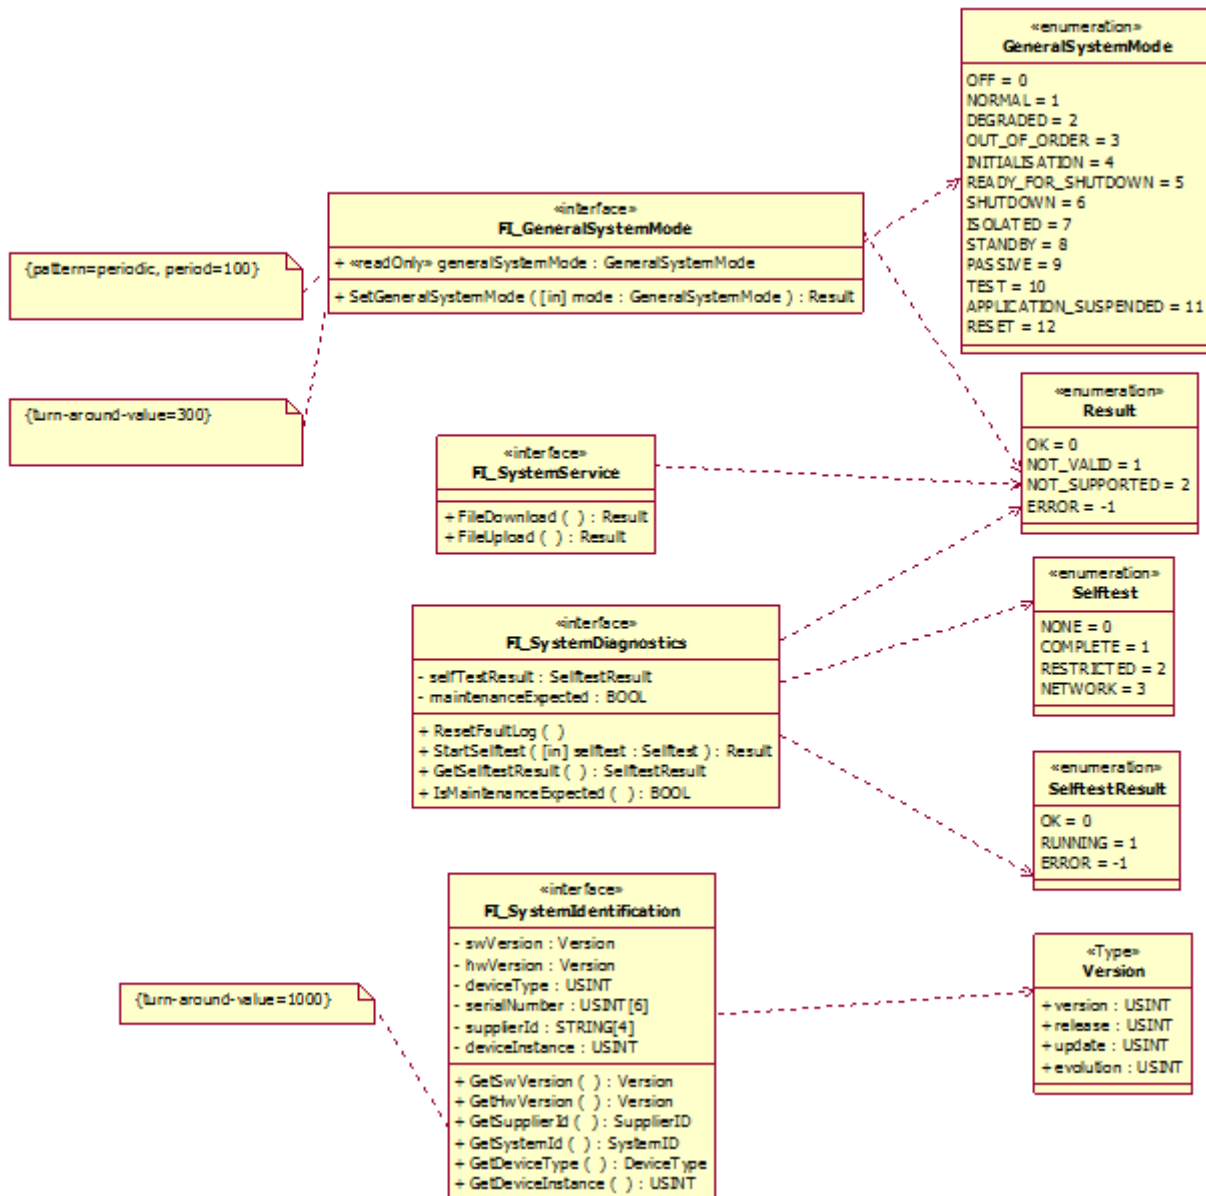 «enumeration»
GeneralSystemMode
OFF = 0
NORMAL = 1
DEGRADED = 2
OUT_OF_ORDER = 3
INITIALISATION = 4
READY_FOR_SHUTDOWN = 5
SHUTDOWN = 6
ISOLATED = 7
STANDBY = 8
PASSIVE = 9
TEST = 10
APPLICATION_SUSPENDED = 11
RESET = 12
«interface»
FI_GeneralSystemMode
+ «readOnly» generalSystemMode : GeneralSystemMode
+ SetGeneralSystemMode ( [in] mode : GeneralSystemMode ) : Result
{pattern=periodic, period=100}
{turn-around-value=300}
«enumeration»
Result
OK = 0
NOT_VALID = 1
NOT_SUPPORTED = 2
ERROR = -1
«interface»
FI_SystemService
+ FileDownload ( ) : Result
+ FileUpload ( ) : Result
«enumeration»
Selftest
NONE = 0
COMPLETE = 1
RESTRICTED = 2
NETWORK = 3
«interface»
FI_SystemDiagnostics
- selfTestResult : SelftestResult
- maintenanceExpected : BOOL
+ ResetFaultLog ( )
+ StartSelftest ( [in] selftest : Selftest ) : Result
+ GetSelftestResult ( ) : SelftestResult
+ IsMaintenanceExpected ( ) : BOOL
«enumeration»
SelftestResult
OK = 0
RUNNING = 1
ERROR = -1
«interface»
FI_SystemIdentification
- swVersion : Version
- hwVersion : Version
- deviceType : USINT
- serialNumber : USINT[6]
- supplierId : STRING[4]
- deviceInstance : USINT
+ GetSwVersion ( ) : Version
+ GetHwVersion ( ) : Version
+ GetSupplierId ( ) : SupplierID
+ GetSystemId ( ) : SystemID
+ GetDeviceType ( ) : DeviceType
+ GetDeviceInstance ( ) : USINT
{turn-around-value=1000}
«Type»
Version
+ version : USINT
+ release : USINT
+ update : USINT
+ evolution : USINT